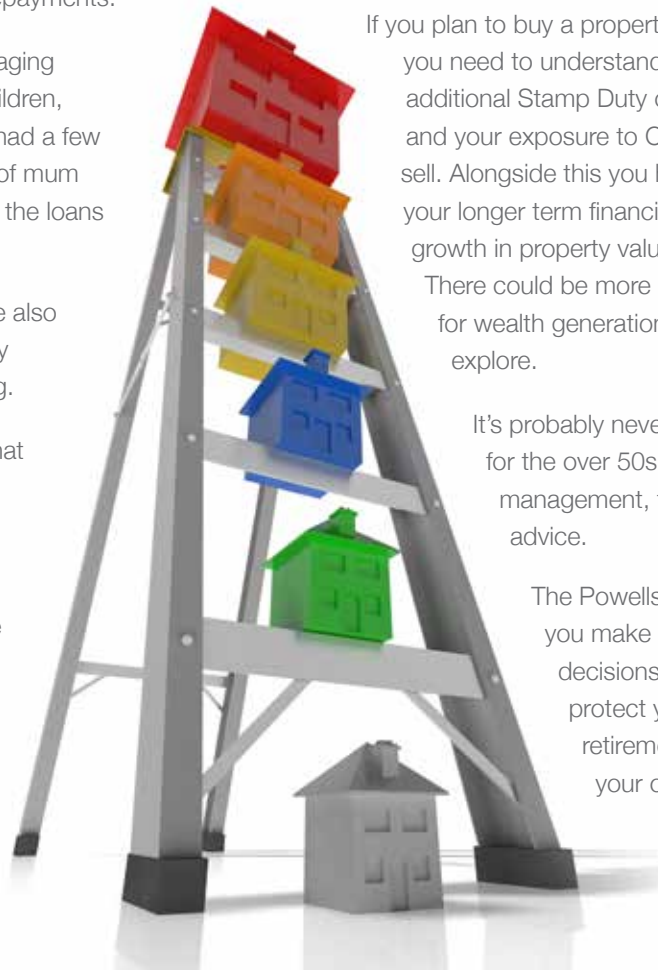 epayments.
aging
ildren,
had a few
of mum
the loans
e also
y
g.
nat
e
If you plan to buy a propert
you need to understand
additional Stamp Duty
and your exposure to C
sell. Alongside this you
your longer term financi
growth in property valu
There could be more
for wealth generation
explore.
It's probably neve
for the over 50s
management,
advice.
The Powells
you make
decisions
protect y
retireme
your